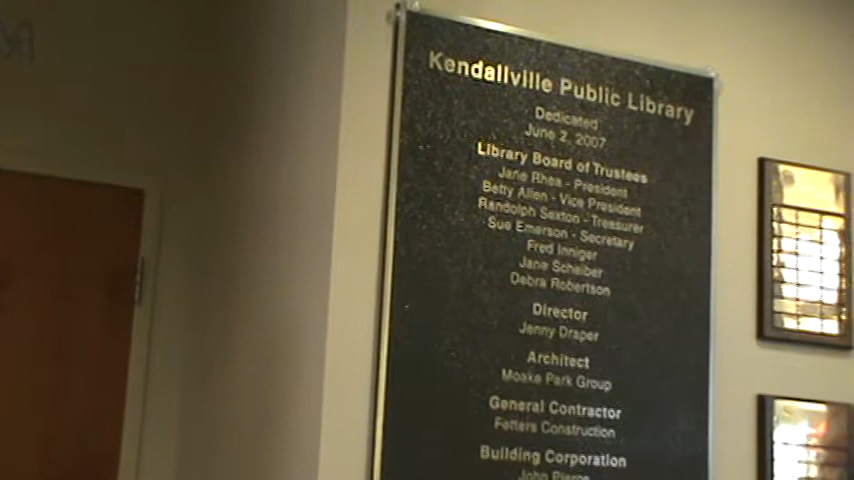 Kendallville Public Library
Dedicated
June 2, 2007
Library Board of Trustees
Jane Rhea - President
Betty Allen - Vice President
Randolph Sexton - Treasurer
Sue Emerson - Secretary
Fred Inniger
Jane Scheiber
Debra Robertson
Director
Jenny Draper
Architect
Moake Park Group
General Contractor
Fetters Construction
Building Corporation
John Pierce